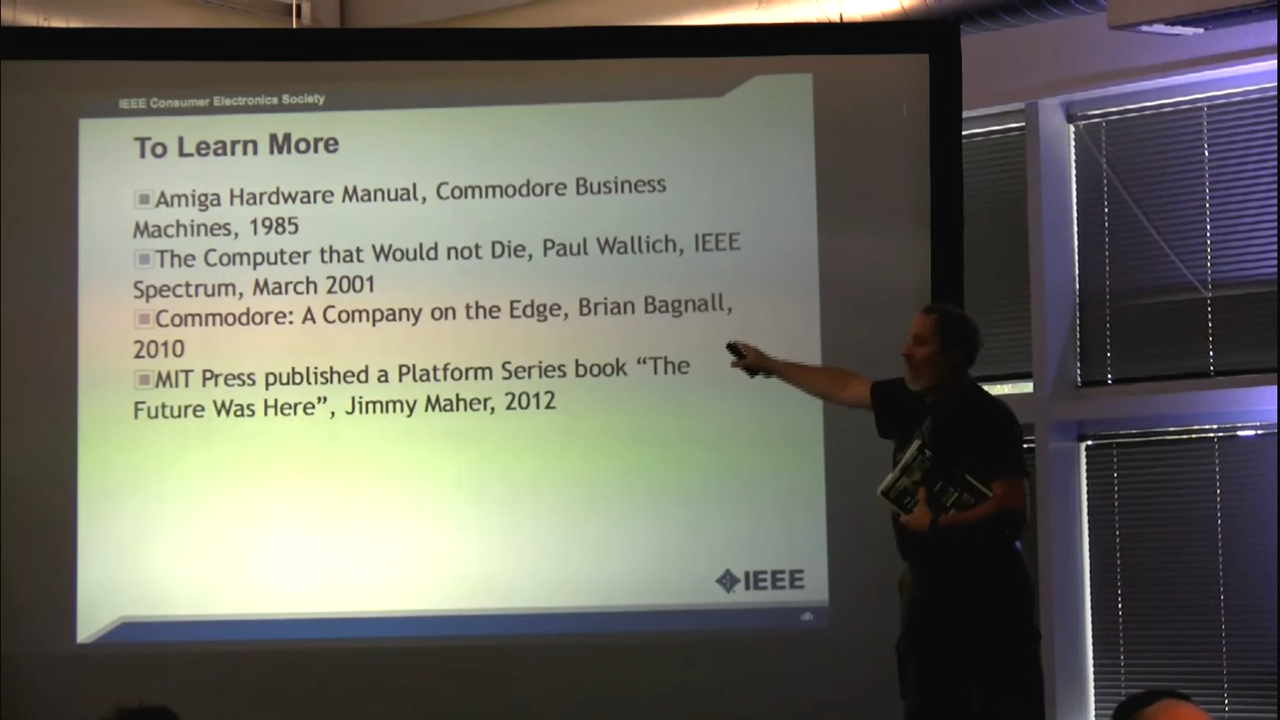 IEEE Consumer Electronics Society
To Learn More
Amiga Hardware Manual, Commodore Business
Machines, 1985
The Computer that Would not Die, Paul Wallich, IEEE
Spectrum, March 2001
Commodore: A Company on the Edge, Brian Bagnall,
2010
MIT Press published a Platform Series book “The
Future Was Here”, Jimmy Maher, 2012
IEEE